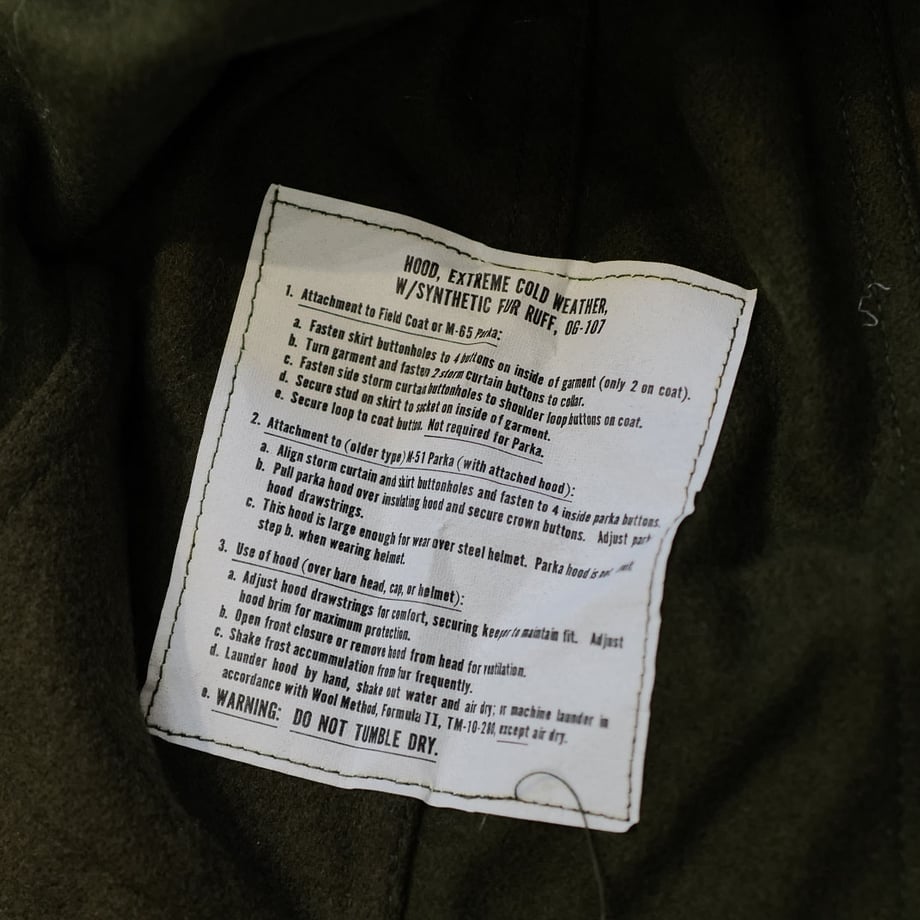 HOOD, EXTREME COLD WEATHER,
W/SYNTHETIC FUR RUFF, OG-107
1. Attachment to Field Coat or M-65 Parka:
a. Fasten skirt buttonholes to 4 buttons on inside of garment (only 2 on coat).
b. Turn garment and fasten 2 storm curtain buttons to collar.
c. Fasten side storm curtain buttonholes to shoulder loop buttons on coat.
d. Secure stud on skirt to socket on inside of garment.
e. Secure loop to coat button. Not required for Parka.
2. Attachment to (older type) M-51 Parka (with attached hood):
a. Align storm curtain and skirt buttonholes and fasten to 4 inside parka buttons.
b. Pull parka hood over insulating hood and secure crown buttons. Adjust
hood drawstrings.
c. This hood is large enough for wear over steel helmet. Parka hood is
step b. when wearing helmet.
3. Use of hood (over bare head, cap, or helmet):
a. Adjust hood drawstrings for comfort, securing keeper to maintain fit. Adjust
hood brim for maximum protection.
b. Open front closure or remove hood from head for ventilation.
c. Shake frost accummulation from fur frequently.
d. Launder hood by hand, shake out water and air dry; or machine launder in
accordance with Wool Method, Formula II, TM-10-280, except air dry.
e. WARNING: DO NOT TUMBLE DRY.